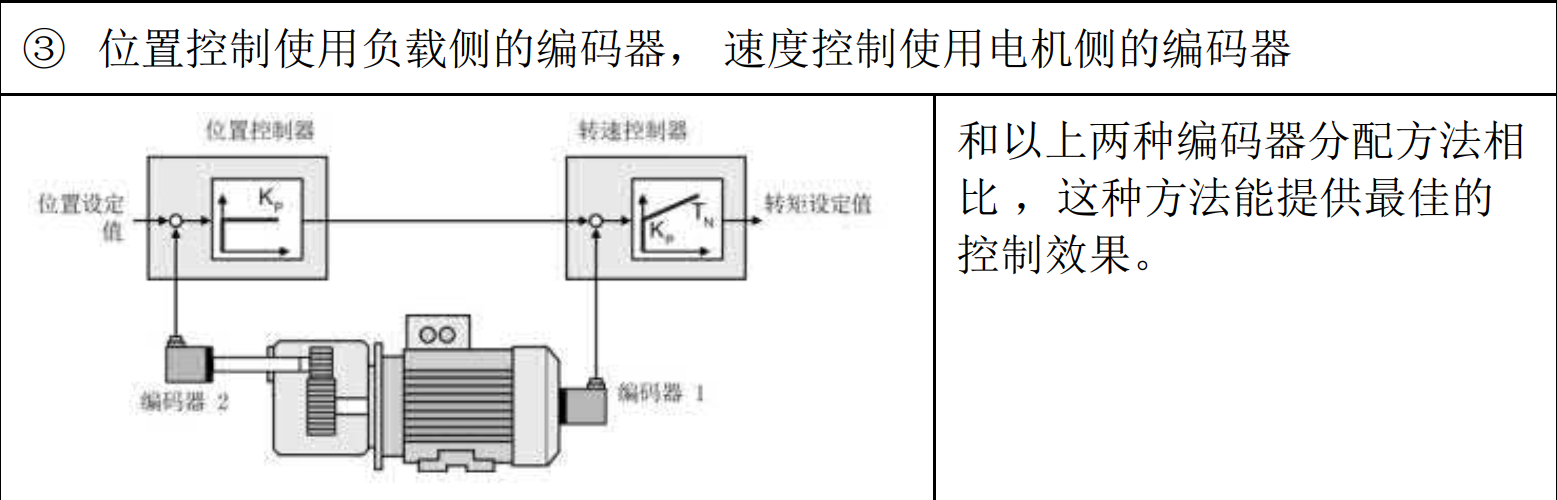 ③ 位置控制使用负载侧的编码器， 速度控制使用电机侧的编码器
位置控制器
转速控制器
位置设定
值
K_P
K_P
T_N
转矩设定值
编码器 2
编码器 1
和以上两种编码器分配方法相
比 ，这种方法能提供最佳的
控制效果。